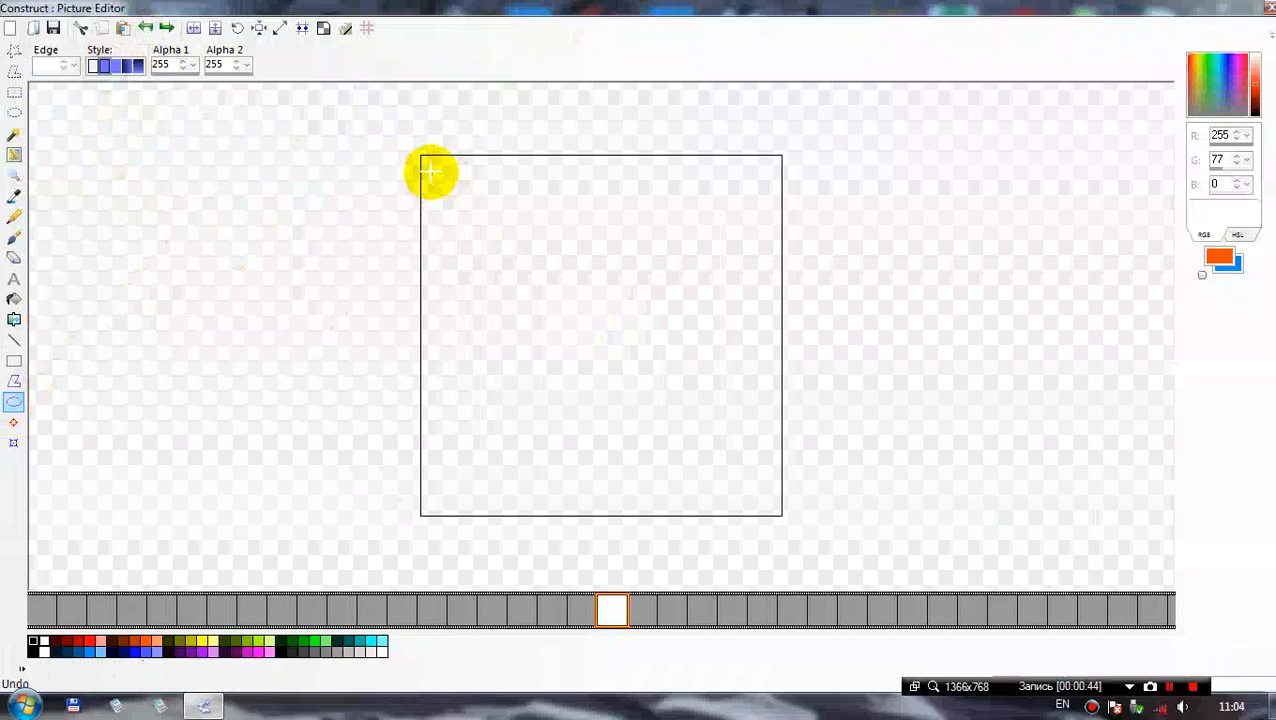 Construct : Picture Editor
Edge Style: Alpha 1 Alpha 2
255 255
R: 255
G: 77
B: 0
RGB HSL
Undo
1366x768 Запись [00:00:44]
EN 11:04